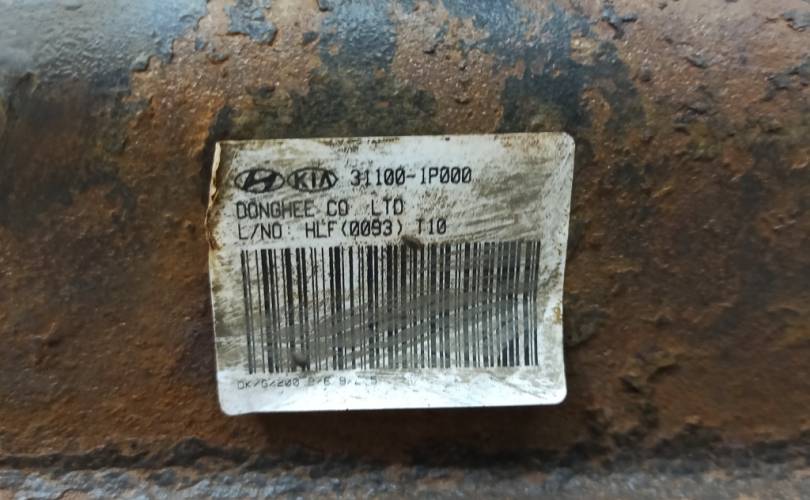 HYUNDAI KIA 31100-1P000
DONGHEE CO LTD
L/NO: HLF(0093) T10